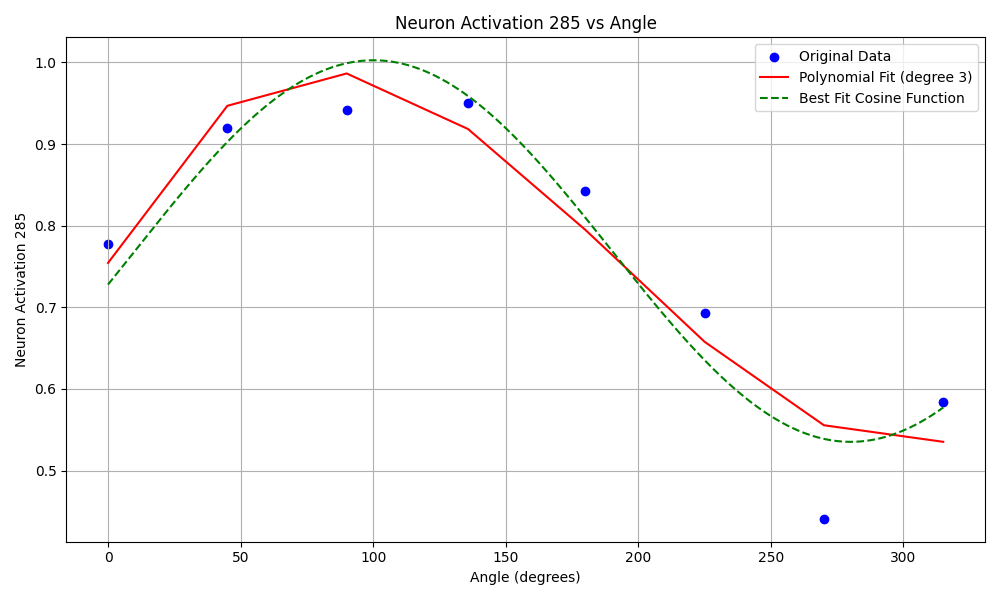 Neuron Activation 285 vs Angle
Original Data
Polynomial Fit (degree 3)
Best Fit Cosine Function
Neuron Activation 285
1.0
0.9
0.8
0.7
0.6
0.5
0
50
100
150
200
250
300
Angle (degrees)